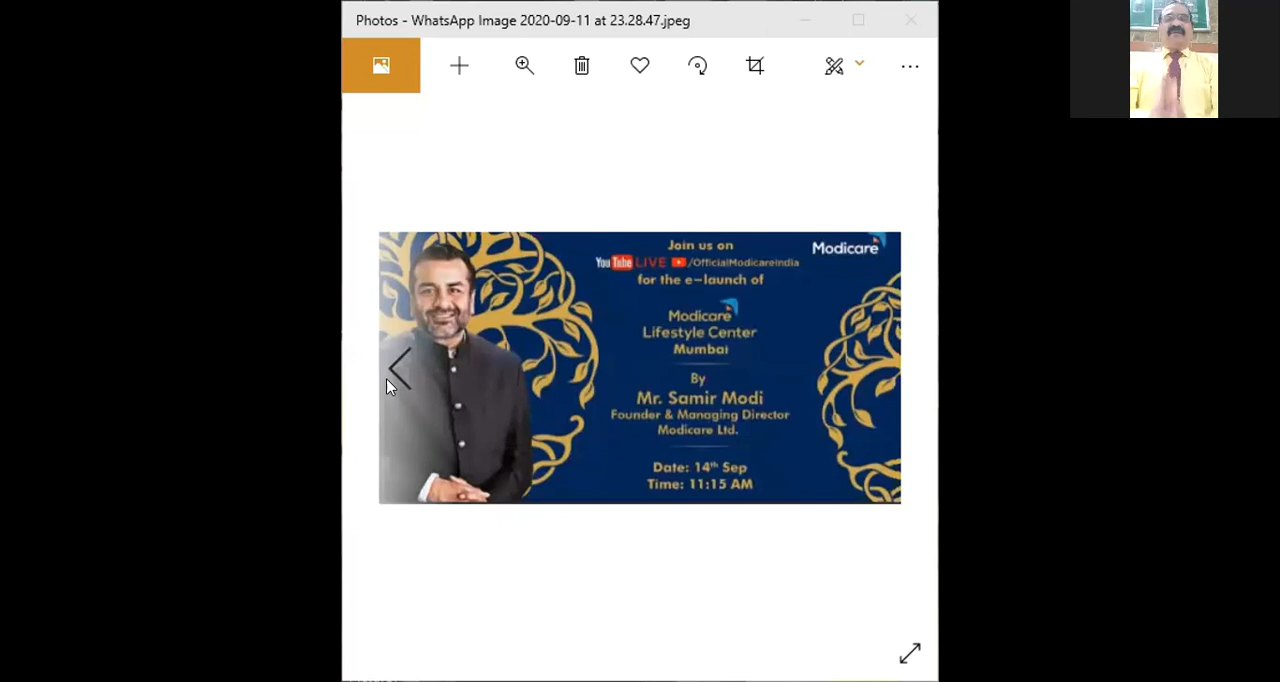 Photos - WhatsApp Image 2020-09-11 at 23.28.47.jpeg
Join us on
Modicare
YouTube LIVE /OfficialModicareIndia
for the e-launch of
Modicare
Lifestyle Center
Mumbai
By
Mr. Samir Modi
Founder & Managing Director
Modicare Ltd.
Date: 14th Sep
Time: 11:15 AM